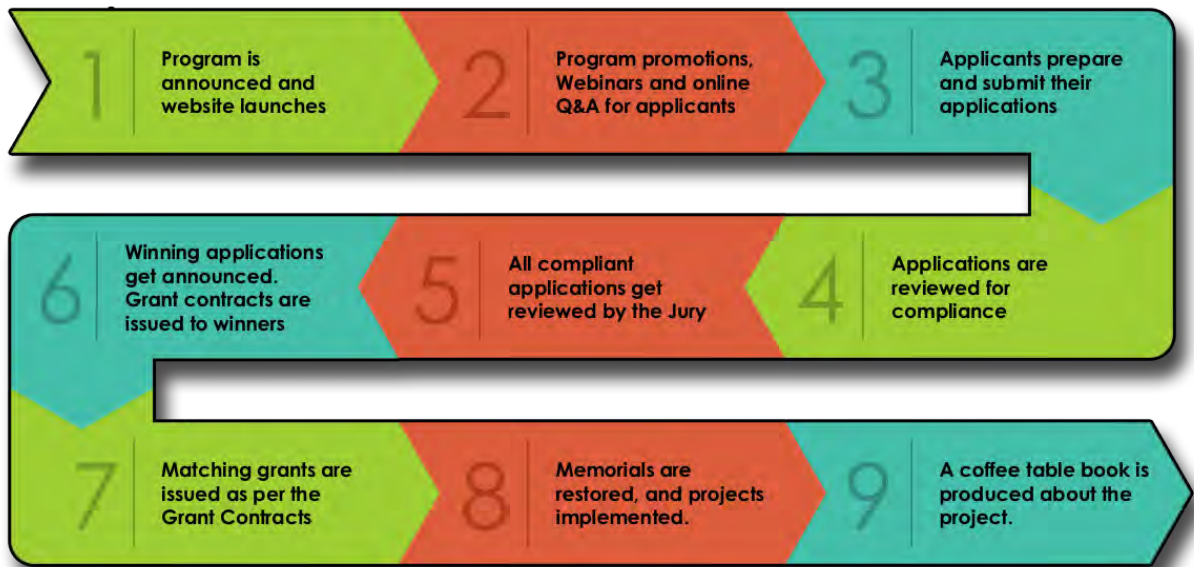 1
Program is
announced and
website launches
2
Program promotions,
Webinars and online
Q&A for applicants
3
Applicants prepare
and submit their
applications
4
Applications are
reviewed for
compliance
5
All compliant
applications get
reviewed by the Jury
6
Winning applications
get announced.
Grant contracts are
issued to winners
7
Matching grants are
issued as per the
Grant Contracts
8
Memorials are
restored, and projects
implemented.
9
A coffee table book is
produced about the
project.